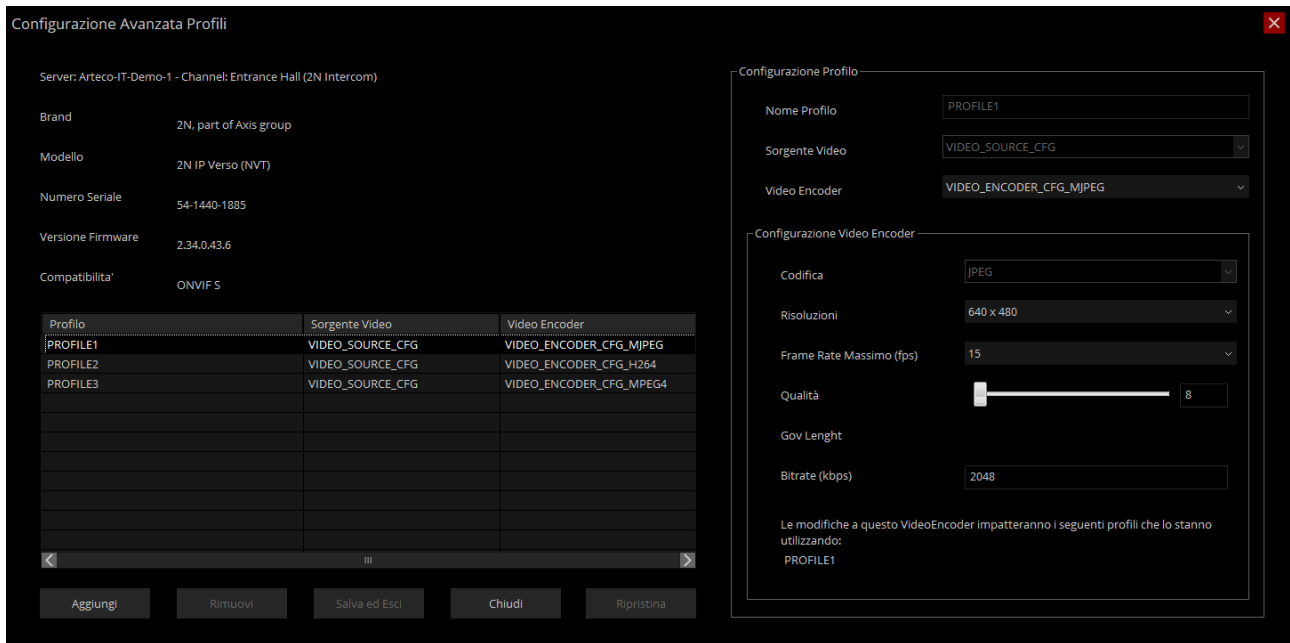 Configurazione Avanzata Profili
Server: Arteco-IT-Demo-1 - Channel: Entrance Hall (2N Intercom)
Brand 2N, part of Axis group
Modello 2N IP Verso (NVT)
Numero Seriale 54-1440-1885
Versione Firmware 2.34.0.43.6
Compatibilita' ONVIF S
Profilo Sorgente Video Video Encoder
PROFILE1 VIDEO_SOURCE_CFG VIDEO_ENCODER_CFG_MJPEG
PROFILE2 VIDEO_SOURCE_CFG VIDEO_ENCODER_CFG_H264
PROFILE3 VIDEO_SOURCE_CFG VIDEO_ENCODER_CFG_MPEG4
Aggiungi Rimuovi Salva ed Esci Chiudi Ripristina
Configurazione Profilo
Nome Profilo PROFILE1
Sorgente Video VIDEO_SOURCE_CFG
Video Encoder VIDEO_ENCODER_CFG_MJPEG
Configurazione Video Encoder
Codifica JPEG
Risoluzioni 640 x 480
Frame Rate Massimo (fps) 15
Qualità 8
Gov Lenght
Bitrate (kbps) 2048
Le modifiche a questo VideoEncoder impatteranno i seguenti profili che lo stanno
utilizzando:
PROFILE1